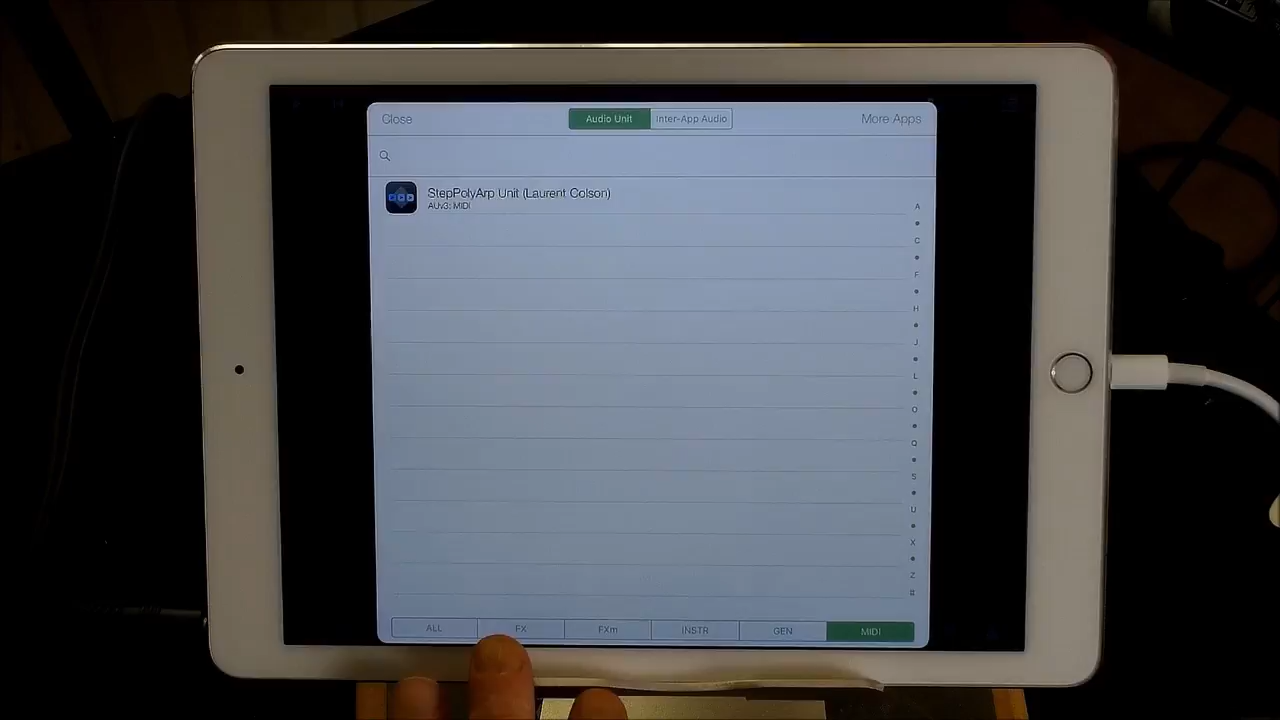 Close
Audio Unit
Inter-App Audio
More Apps
StepPolyArp Unit (Laurent Colson)
AUv3: MIDI
A
C
F
H
J
L
O
Q
S
U
X
Z
#
ALL
FX
FXm
INSTR
GEN
MIDI